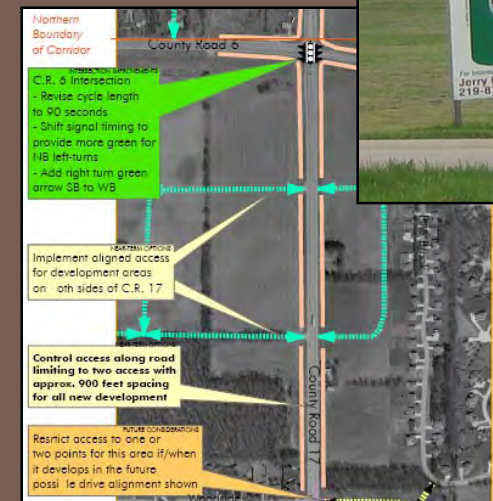 Northern
Boundary
of Corridor
County Road 6
INTERSECTION IMPROVEMENTS
C.R. 6 Intersection
- Revise cycle length
to 90 seconds
- Shift signal timing to
provide more green for
NB left-turns
- Add right turn green
arrow SB to WB
NEAR-TERM OPTIONS
Implement aligned access
for development areas
on oth sides of C.R. 17
NEAR-TERM OPTIONS
Control access along road
limiting to two access with
approx. 900 feet spacing
for all new development
County Road 17
FUTURE CONSIDERATIONS
Resrtict access to one or
two points for this area if/when
it develops in the future
possi le drive alignment shown
Jerry
219-8